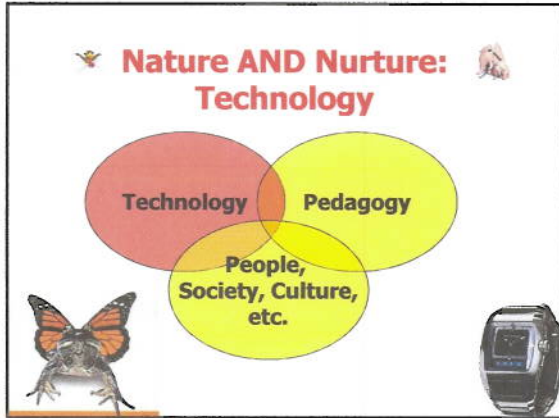 Nature AND Nurture:
Technology
Technology
Pedagogy
People,
Society, Culture,
etc.